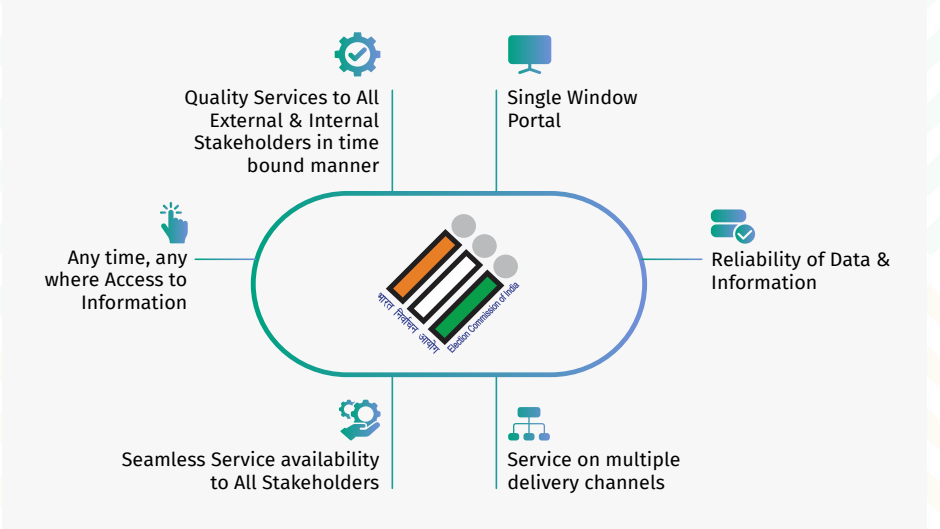 Quality Services to All
External & Internal
Stakeholders in time
bound manner
Single Window
Portal
Any time, any
where Access to
Information
भारत निर्वाचन आयोग
Election Commission of India
Reliability of Data &
Information
Seamless Service availability
to All Stakeholders
Service on multiple
delivery channels